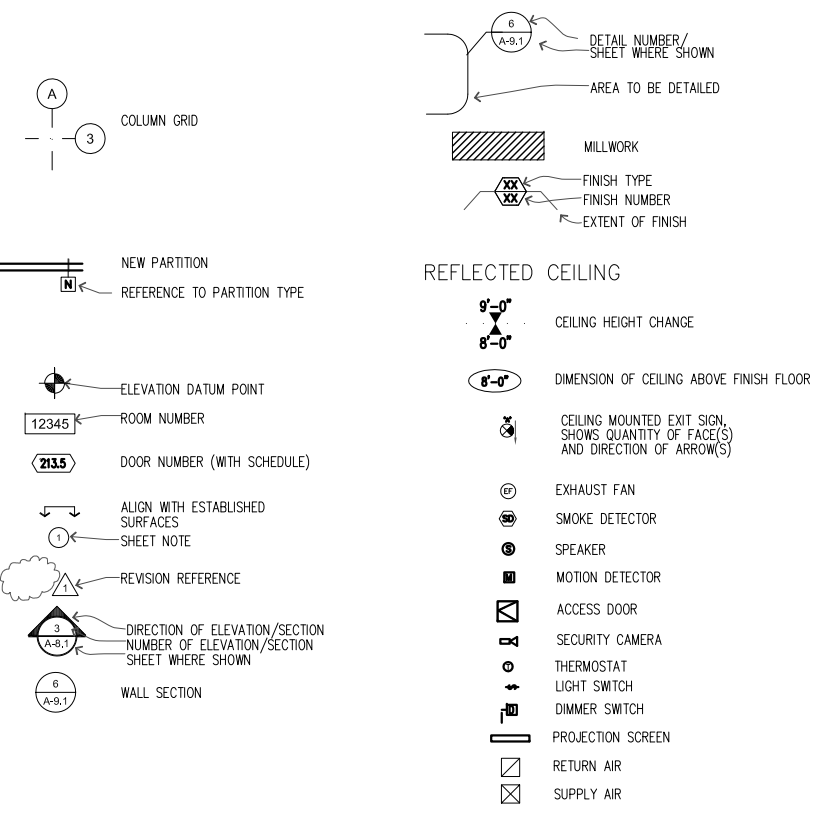 A
3
COLUMN GRID
NEW PARTITION
N
REFERENCE TO PARTITION TYPE
ELEVATION DATUM POINT
12345
ROOM NUMBER
213.5
DOOR NUMBER (WITH SCHEDULE)
ALIGN WITH ESTABLISHED
SURFACES
1
SHEET NOTE
REVISION REFERENCE
1
3
A-8.1
DIRECTION OF ELEVATION/SECTION
NUMBER OF ELEVATION/SECTION
SHEET WHERE SHOWN
6
A-9.1
WALL SECTION
6
A-9.1
DETAIL NUMBER/
SHEET WHERE SHOWN
AREA TO BE DETAILED
MILLWORK
XX
XX
FINISH TYPE
FINISH NUMBER
EXTENT OF FINISH
REFLECTED CEILING
9'-0"
8'-0"
CEILING HEIGHT CHANGE
8'-0"
DIMENSION OF CEILING ABOVE FINISH FLOOR
CEILING MOUNTED EXIT SIGN,
SHOWS QUANTITY OF FACE(S)
AND DIRECTION OF ARROW(S)
EF
EXHAUST FAN
SD
SMOKE DETECTOR
S
SPEAKER
M
MOTION DETECTOR
ACCESS DOOR
SECURITY CAMERA
T
THERMOSTAT
LIGHT SWITCH
D
DIMMER SWITCH
PROJECTION SCREEN
RETURN AIR
SUPPLY AIR